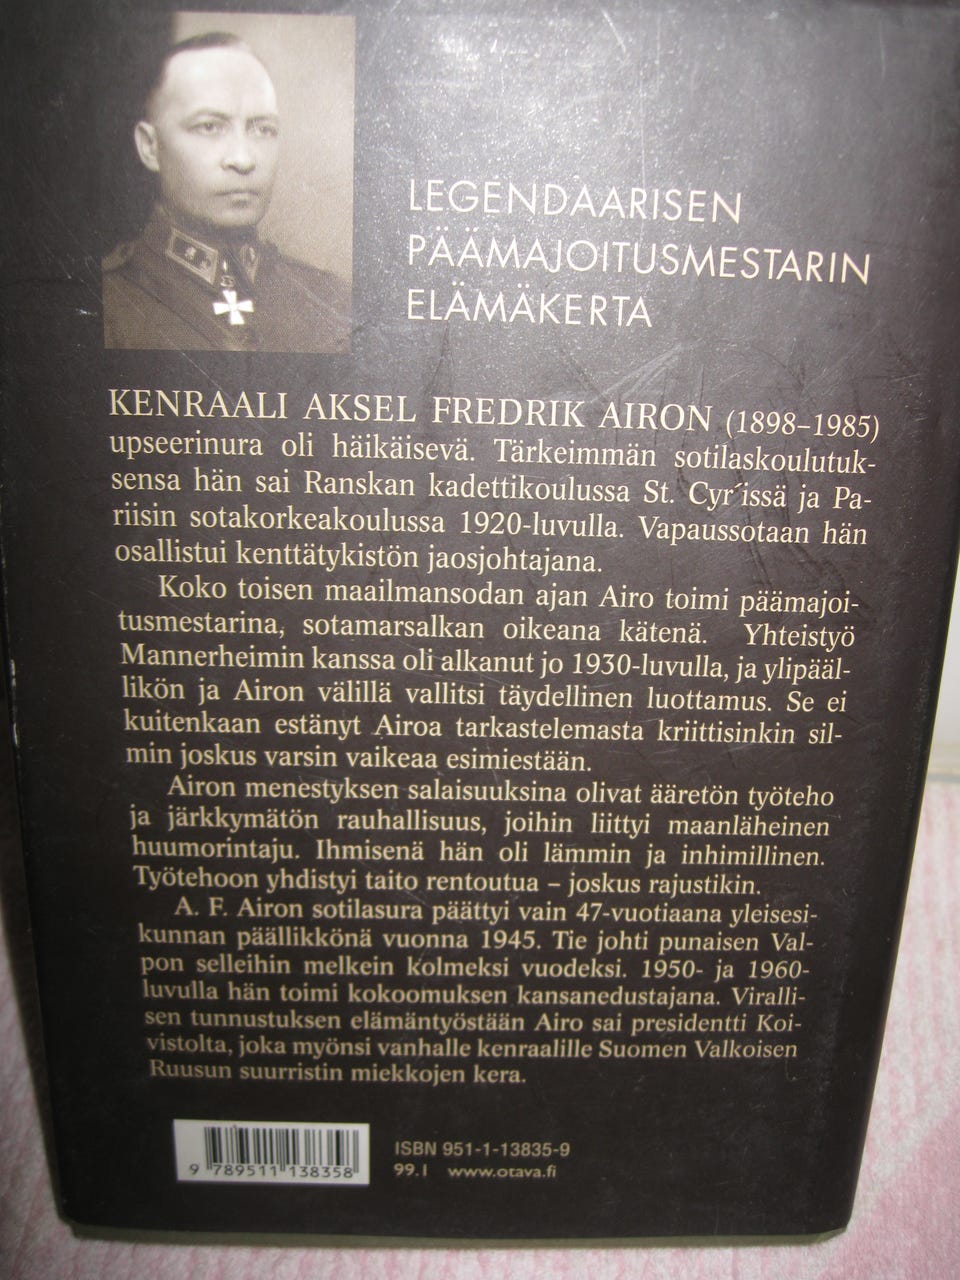 LEGENDAARISEN
PÄÄMAJOITUSMESTARIN
ELÄMÄKERTA
KENRAALI AKSEL FREDRIK AIRON (1898–1985)
upseerinura oli häikäisevä. Tärkeimmän sotilaskoulutuk-
sensa hän sai Ranskan kadettikoulussa St. Cyr´issä ja Pa-
riisin sotakorkeakoulussa 1920-luvulla. Vapaussotaan hän
osallistui kenttätykistön jaosjohtajana.
Koko toisen maailmansodan ajan Airo toimi päämajoi-
tusmestarina, sotamarsalkan oikeana kätenä. Yhteistyö
Mannerheimin kanssa oli alkanut jo 1930-luvulla, ja ylipääl-
likön ja Airon välillä vallitsi täydellinen luottamus. Se ei
kuitenkaan estänyt Airoa tarkastelemasta kriittisinkin sil-
min joskus varsin vaikeaa esimiestään.
Airon menestyksen salaisuuksina olivat ääretön työteho
ja järkkymätön rauhallisuus, joihin liittyi maanläheinen
huumorintaju. Ihmisenä hän oli lämmin ja inhimillinen.
Työtehoon yhdistyi taito rentoutua – joskus rajustikin.
A. F. Airon sotilasura päättyi vain 47-vuotiaana yleisesi-
kunnan päällikkönä vuonna 1945. Tie johti punaisen Val-
pon selleihin melkein kolmeksi vuodeksi. 1950- ja 1960-
luvulla hän toimi kokoomuksen kansanedustajana. Viralli-
sen tunnustuksen elämäntyöstään Airo sai presidentti Koi-
vistolta, joka myönsi vanhalle kenraalille Suomen Valkoisen
Ruusun suurristin miekkojen kera.
9 789511 138358
ISBN 951-1-13835-9
99.1 www.otava.fi